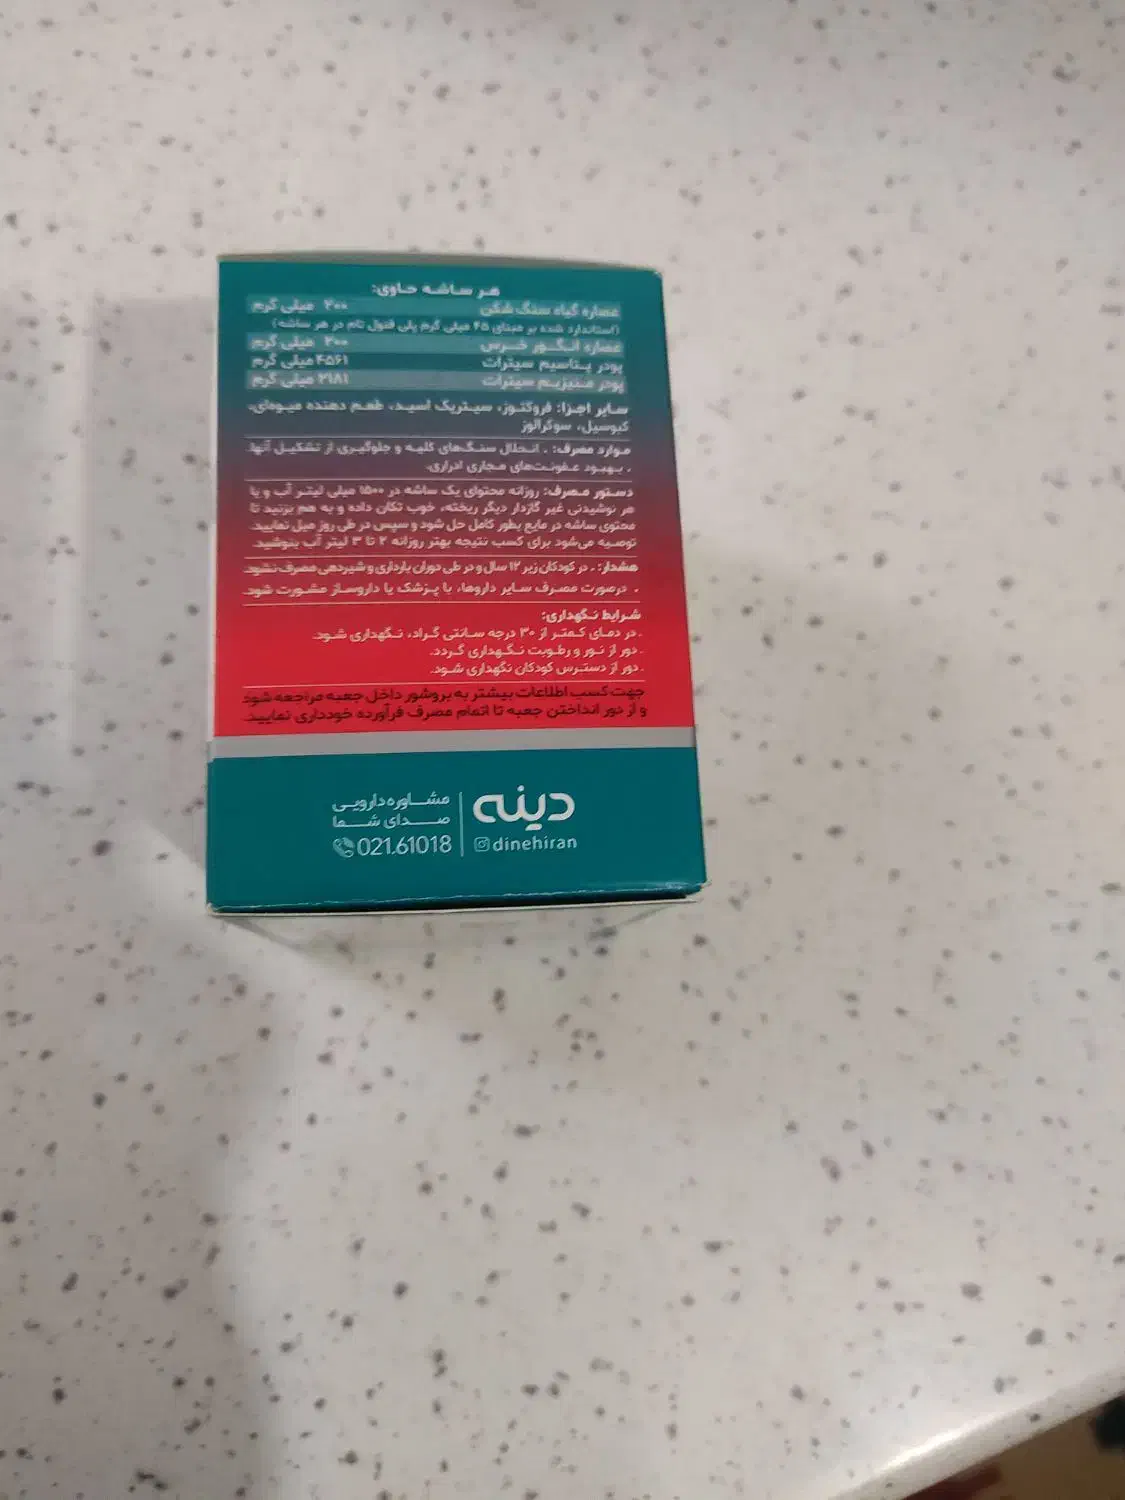 هر ساشه حاوی:
عصاره گیاه سنگ شکن ۲۰۰ میلی گرم
(استاندارد شده بر مبنای ۴۵ میلی گرم پلی فنول تام در هر ساشه)
عصاره انگور خرس ۲۰۰ میلی گرم
پودر پتاسیم سیترات ۴۵۶۱ میلی گرم
پودر منیزیم سیترات ۲۱۸۱ میلی گرم
سایر اجزا: فروکتوز، سیتریک اسید، طعم دهنده میوه‌ای،
کبوسیل، سوکرالوز
موارد مصرف: . انحلال سنگ‌های کلیه و جلوگیری از تشکیل آنها.
. بهبود عفونت‌های مجاری ادراری.
دستور مصرف: روزانه محتوای یک ساشه در ۱۵۰۰ میلی لیتر آب و یا
هر نوشیدنی غیر گازدار دیگر ریخته، خوب تکان داده و به هم بزنید تا
محتوی ساشه در مایع بطور کامل حل شود و سپس در طی روز میل نمایید.
توصیه می‌شود برای کسب نتیجه بهتر روزانه ۲ تا ۳ لیتر آب بنوشید.
هشدار: . در کودکان زیر ۱۲ سال و در طی دوران بارداری و شیردهی مصرف نشود.
. درصورت مصرف سایر داروها، با پزشک یا داروساز مشورت شود.
شرایط نگهداری:
. در دمای کمتر از ۳۰ درجه سانتی گراد، نگهداری شود.
. دور از نور و رطوبت نگهداری گردد.
. دور از دسترس کودکان نگهداری شود.
جهت کسب اطلاعات بیشتر به بروشور داخل جعبه مراجعه شود
و از دور انداختن جعبه تا اتمام مصرف فرآورده خودداری نمایید.
دینه
dinehiran
مشاوره دارویی
صدای شما
021.61018